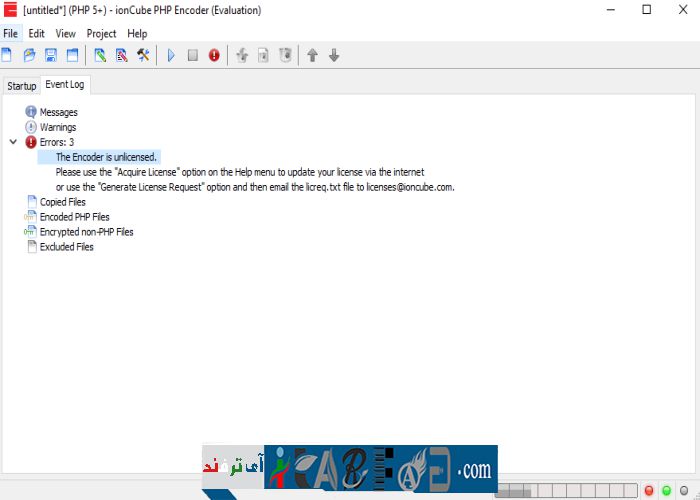 [untitled*] (PHP 5+) - ionCube PHP Encoder (Evaluation)
File Edit View Project Help
Startup Event Log
Messages
Warnings
Errors: 3
The Encoder is unlicensed.
Please use the "Acquire License" option on the Help menu to update your license via the internet
or use the "Generate License Request" option and then email the licreq.txt file to licenses@ioncube.com.
Copied Files
Encoded PHP Files
Encrypted non-PHP Files
Excluded Files
آی ترفند
.com